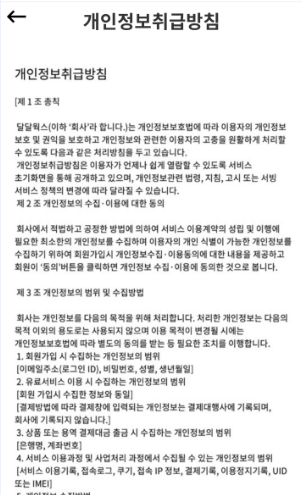 개인정보취급방침
개인정보취급방침
[제 1 조 총칙
달달웍스(이하 '회사'라 합니다.)는 개인정보보호법에 따라 이용자의 개인정보
보호 및 권익을 보호하고 개인정보와 관련한 이용자의 고충을 원활하게 처리할
수 있도록 다음과 같은 처리방침을 두고 있습니다.
개인정보취급방침은 이용자가 언제나 쉽게 열람할 수 있도록 서비스
초기화면을 통해 공개하고 있으며, 개인정보관련 법령, 지침, 고시 또는 서빙
서비스 정책의 변경에 따라 달라질 수 있습니다.
제 2 조 개인정보의 수집·이용에 대한 동의
회사에서 적법하고 공정한 방법에 의하여 서비스 이용계약의 성립 및 이행에
필요한 최소한의 개인정보를 수집하며 이용자의 개인 식별이 가능한 개인정보를
수집하기 위하여 회원가입시 개인정보수집·이용동의에 대한 내용을 제공하고
회원이 '동의'버튼을 클릭하면 개인정보 수집·이용에 동의한 것으로 봅니다.
제 3 조 개인정보의 범위 및 수집방법
회사는 개인정보를 다음의 목적을 위해 처리합니다. 처리한 개인정보는 다음의
목적 이외의 용도로는 사용되지 않으며 이용 목적이 변경될 시에는
개인정보보호법에 따라 별도의 동의를 받는 등 필요한 조치를 이행합니다.
1. 회원가입 시 수집하는 개인정보의 범위
[이메일주소(로그인 ID), 비밀번호, 성별, 생년월일]
2. 유료서비스 이용 시 수집하는 개인정보의 범위
[회원 가입시 수집한 정보와 동일]
[결제방법에 따라 결제창에 입력되는 개인정보는 결제대행사에 기록되며,
회사에 기록되지 않습니다.]
3. 상품 또는 용역 결제대금 출금 시 수집하는 개인정보의 범위
[은행명, 계좌번호]
4. 서비스 이용과정 및 사업처리 과정에서 수집될 수 있는 개인정보의 범위
[서비스 이용기록, 접속로그, 쿠기, 접속 IP 정보, 결제기록, 이용정지기록, UID
또는 IMEI]